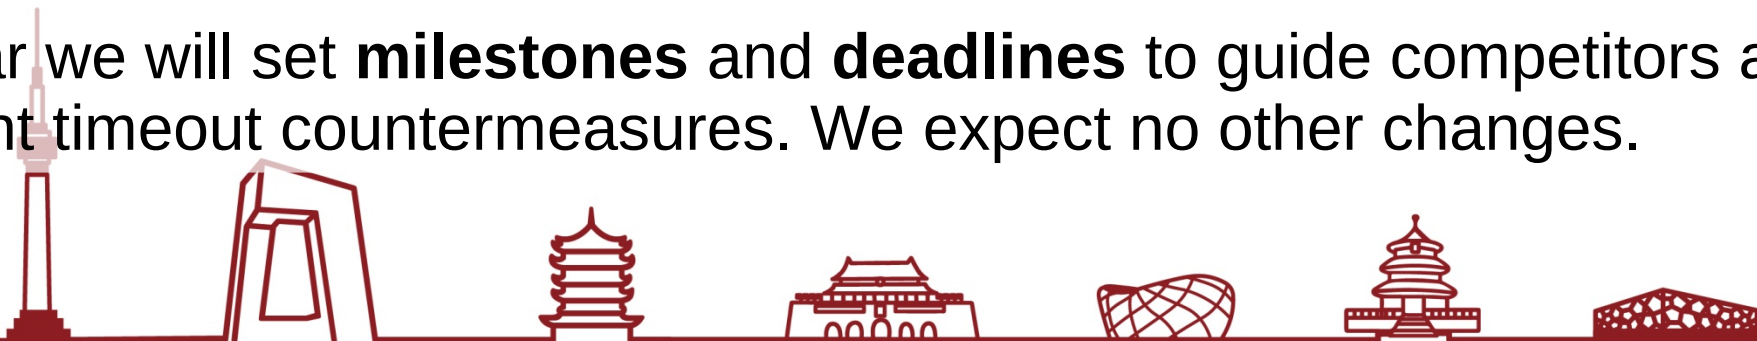 we will set milestones and deadlines to guide competitors
timeout countermeasures. We expect no other changes.